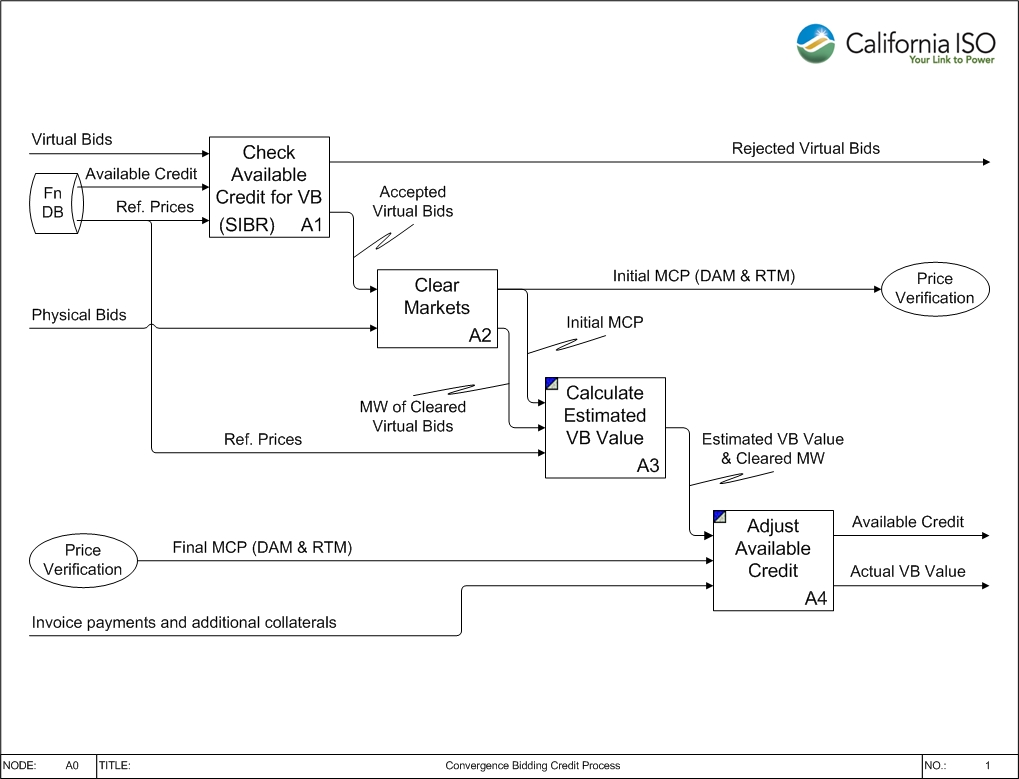 California ISO
Your Link to Power
Virtual Bids
Check
Available
Credit for VB
(SIBR) A1
Rejected Virtual Bids
Available Credit
Fn
DB
Ref. Prices
Accepted
Virtual Bids
Clear
Markets
A2
Initial MCP (DAM & RTM)
Price
Verification
Physical Bids
Initial MCP
MW of Cleared
Virtual Bids
Calculate
Estimated
VB Value
A3
Ref. Prices
Estimated VB Value
& Cleared MW
Adjust
Available
Credit
A4
Available Credit
Actual VB Value
Price
Verification
Final MCP (DAM & RTM)
Invoice payments and additional collaterals
NODE: A0 TITLE: Convergence Bidding Credit Process NO.: 1